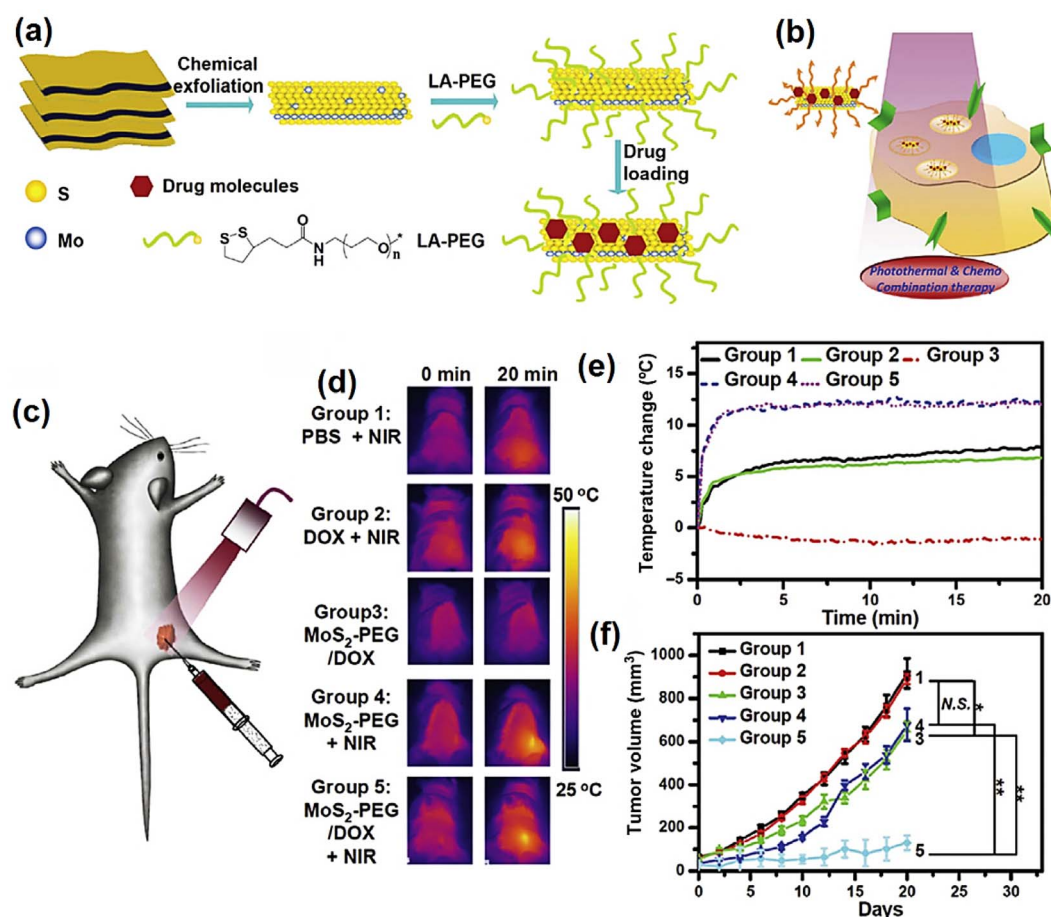 (a)
Chemical
exfoliation
LA-PEG
Drug
loading
S
Drug molecules
Mo
S
S
O
N
H
O
n
*
LA-PEG
(b)
Photothermal & Chemo
Combination therapy
(c)
(d)
0 min 20 min
Group 1:
PBS + NIR
Group 2:
DOX + NIR
Group3:
MoS2-PEG
/DOX
Group 4:
MoS2-PEG
+ NIR
Group 5:
MoS2-PEG
/DOX
+ NIR
50 °C
25 °C
(e)
Temperature change (ºC)
Group 1 Group 2 Group 3
Group 4 Group 5
15
10
5
0
−5
0 5 10 15 20
Time (min)
(f)
Tumor volume (mm3)
Group 1
Group 2
Group 3
Group 4
Group 5
1000
800
600
400
200
0
1
4
3
5
N.S.
*
**
**
0 5 10 15 20 25 30
Days